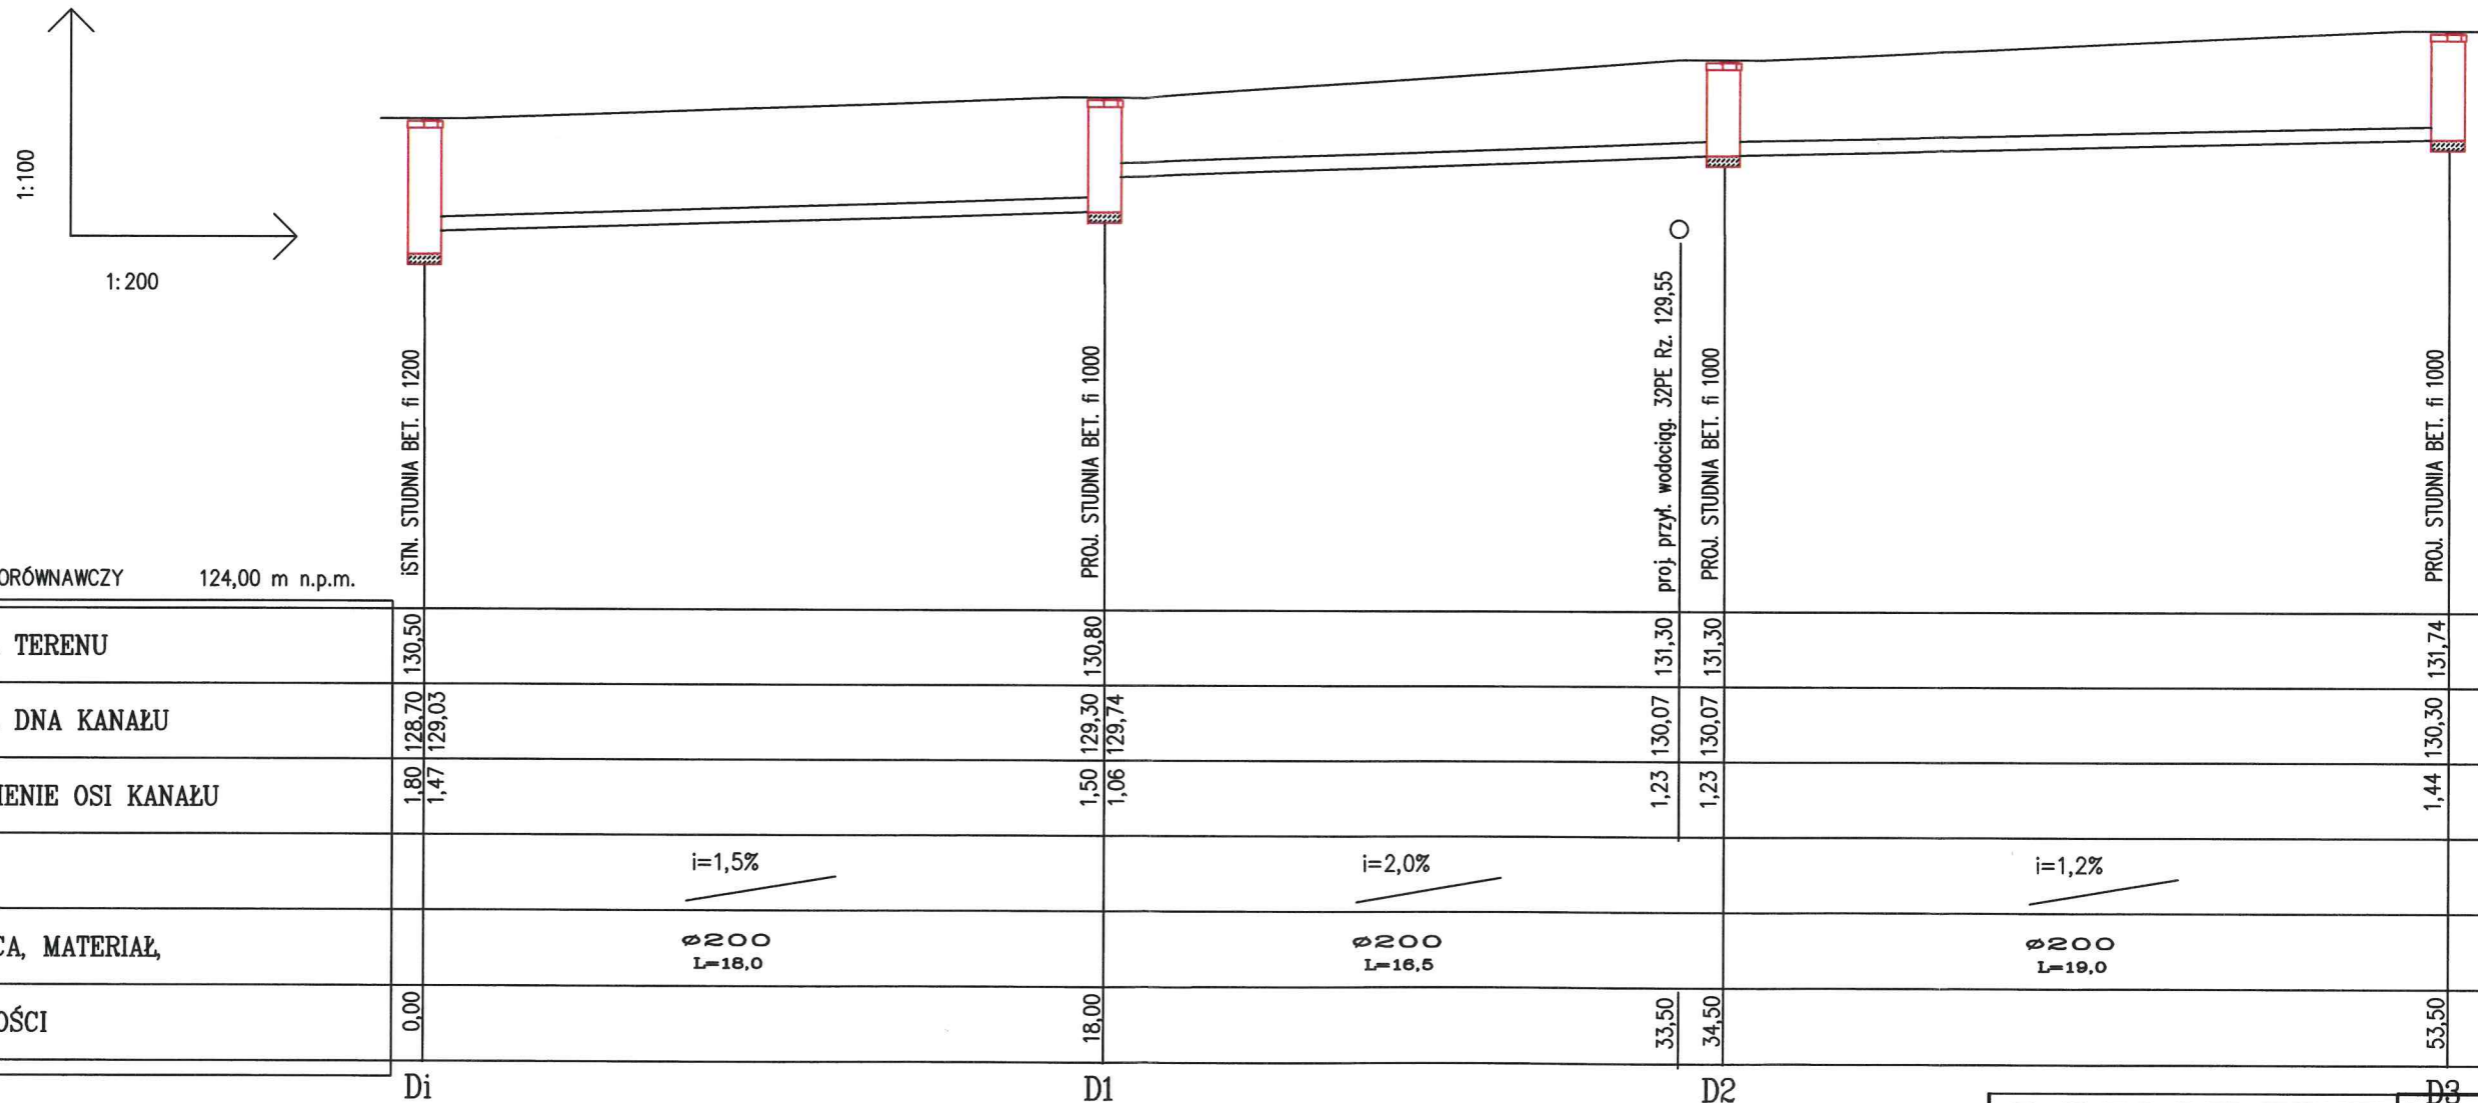 1:100
1:200
iSTN. STUDNIA BET. fi 1200
PROJ. STUDNIA BET. fi 1000
proj. przył. wodociąg. 32PE Rz. 129,55
PROJ. STUDNIA BET. fi 1000
PROJ. STUDNIA BET. fi 1000
ORÓWNAWCZY 124,00 m n.p.m.
TERENU 130,50 130,80 131,30 131,30 131,74
DNA KANAŁU 128,70 129,03 129,30 129,74 130,07 130,07 130,30
IENIE OSI KANAŁU 1,80 1,47 1,50 1,06 1,23 1,23 1,44
i=1,5% i=2,0% i=1,2%
CA, MATERIAŁ, ø200 ø200 ø200
L=18,0 L=16,5 L=19,0
OŚCI 0,00 18,00 33,50 34,50 53,50
Di D1 D2 D3